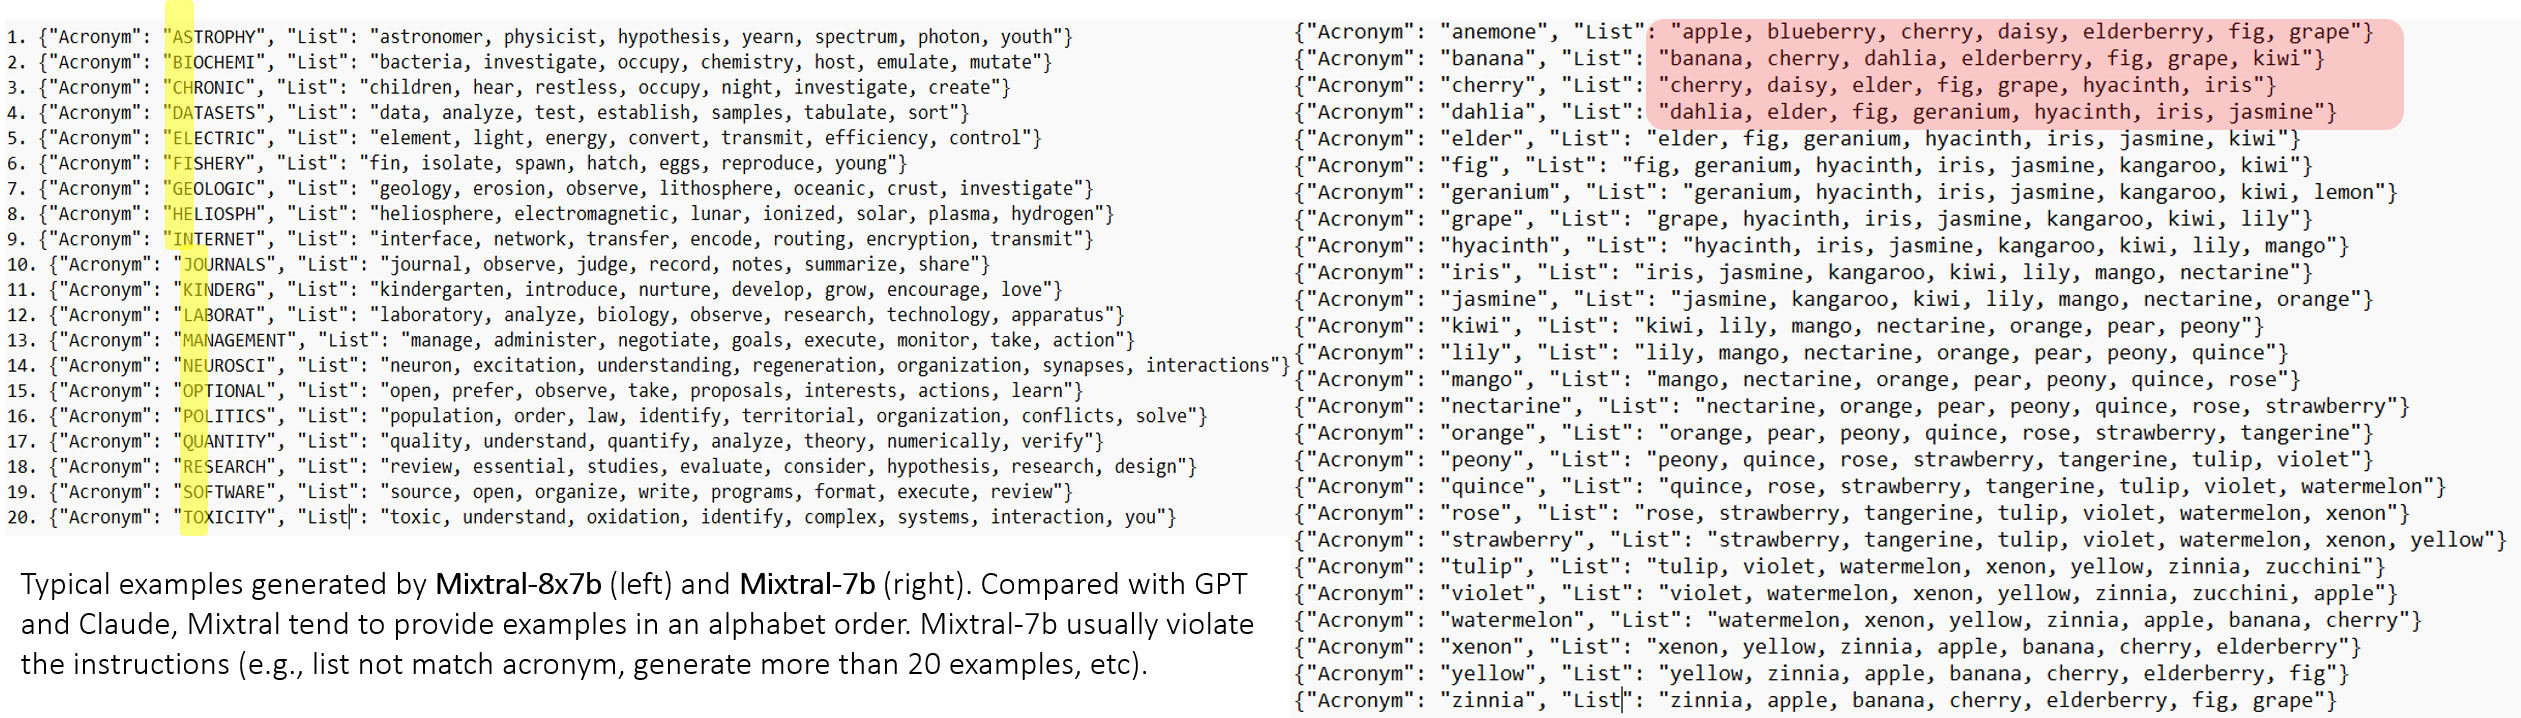 1. {"Acronym": "ASTROPHY", "List": "astronomer, physicist, hypothesis, yearn, spectrum, photon, youth"}
2. {"Acronym": "BIOCHEMI", "List": "bacteria, investigate, occupy, chemistry, host, emulate, mutate"}
3. {"Acronym": "CHRONIC", "List": "children, hear, restless, occupy, night, investigate, create"}
4. {"Acronym": "DATASETS", "List": "data, analyze, test, establish, samples, tabulate, sort"}
5. {"Acronym": "ELECTRIC", "List": "element, light, energy, convert, transmit, efficiency, control"}
6. {"Acronym": "FISHERY", "List": "fin, isolate, spawn, hatch, eggs, reproduce, young"}
7. {"Acronym": "GEOLOGIC", "List": "geology, erosion, observe, lithosphere, oceanic, crust, investigate"}
8. {"Acronym": "HELIOSPH", "List": "heliosphere, electromagnetic, lunar, ionized, solar, plasma, hydrogen"}
9. {"Acronym": "INTERNET", "List": "interface, network, transfer, encode, routing, encryption, transmit"}
10. {"Acronym": "JOURNALS", "List": "journal, observe, judge, record, notes, summarize, share"}
11. {"Acronym": "KINDERG", "List": "kindergarten, introduce, nurture, develop, grow, encourage, love"}
12. {"Acronym": "LABORAT", "List": "laboratory, analyze, biology, observe, research, technology, apparatus"}
13. {"Acronym": "MANAGEMENT", "List": "manage, administer, negotiate, goals, execute, monitor, take, action"}
14. {"Acronym": "NEUROSCI", "List": "neuron, excitation, understanding, regeneration, organization, synapses, interactions"}
15. {"Acronym": "OPTIONAL", "List": "open, prefer, observe, take, proposals, interests, actions, learn"}
16. {"Acronym": "POLITICS", "List": "population, order, law, identify, territorial, organization, conflicts, solve"}
17. {"Acronym": "QUANTITY", "List": "quality, understand, quantify, analyze, theory, numerically, verify"}
18. {"Acronym": "RESEARCH", "List": "review, essential, studies, evaluate, consider, hypothesis, research, design"}
19. {"Acronym": "SOFTWARE", "List": "source, open, organize, write, programs, format, execute, review"}
20. {"Acronym": "TOXICITY", "List": "toxic, understand, oxidation, identify, complex, systems, interaction, you"}
Typical examples generated by Mixtral-8x7b (left) and Mixtral-7b (right). Compared with GPT
and Claude, Mixtral tend to provide examples in an alphabet order. Mixtral-7b usually violate
the instructions (e.g., list not match acronym, generate more than 20 examples, etc).
{"Acronym": "anemone", "List": "apple, blueberry, cherry, daisy, elderberry, fig, grape"}
{"Acronym": "banana", "List": "banana, cherry, dahlia, elderberry, fig, grape, kiwi"}
{"Acronym": "cherry", "List": "cherry, daisy, elder, fig, grape, hyacinth, iris"}
{"Acronym": "dahlia", "List": "dahlia, elder, fig, geranium, hyacinth, iris, jasmine"}
{"Acronym": "elder", "List": "elder, fig, geranium, hyacinth, iris, jasmine, kiwi"}
{"Acronym": "fig", "List": "fig, geranium, hyacinth, iris, jasmine, kangaroo, kiwi"}
{"Acronym": "geranium", "List": "geranium, hyacinth, iris, jasmine, kangaroo, kiwi, lemon"}
{"Acronym": "grape", "List": "grape, hyacinth, iris, jasmine, kangaroo, kiwi, lily"}
{"Acronym": "hyacinth", "List": "hyacinth, iris, jasmine, kangaroo, kiwi, lily, mango"}
{"Acronym": "iris", "List": "iris, jasmine, kangaroo, kiwi, lily, mango, nectarine"}
{"Acronym": "jasmine", "List": "jasmine, kangaroo, kiwi, lily, mango, nectarine, orange"}
{"Acronym": "kiwi", "List": "kiwi, lily, mango, nectarine, orange, pear, peony"}
{"Acronym": "lily", "List": "lily, mango, nectarine, orange, pear, peony, quince"}
{"Acronym": "mango", "List": "mango, nectarine, orange, pear, peony, quince, rose"}
{"Acronym": "nectarine", "List": "nectarine, orange, pear, peony, quince, rose, strawberry"}
{"Acronym": "orange", "List": "orange, pear, peony, quince, rose, strawberry, tangerine"}
{"Acronym": "peony", "List": "peony, quince, rose, strawberry, tangerine, tulip, violet"}
{"Acronym": "quince", "List": "quince, rose, strawberry, tangerine, tulip, violet, watermelon"}
{"Acronym": "rose", "List": "rose, strawberry, tangerine, tulip, violet, watermelon, xenon"}
{"Acronym": "strawberry", "List": "strawberry, tangerine, tulip, violet, watermelon, xenon, yellow"}
{"Acronym": "tulip", "List": "tulip, violet, watermelon, xenon, yellow, zinnia, zucchini"}
{"Acronym": "violet", "List": "violet, watermelon, xenon, yellow, zinnia, zucchini, apple"}
{"Acronym": "watermelon", "List": "watermelon, xenon, yellow, zinnia, apple, banana, cherry"}
{"Acronym": "xenon", "List": "xenon, yellow, zinnia, apple, banana, cherry, elderberry"}
{"Acronym": "yellow", "List": "yellow, zinnia, apple, banana, cherry, elderberry, fig"}
{"Acronym": "zinnia", "List": "zinnia, apple, banana, cherry, elderberry, fig, grape"}